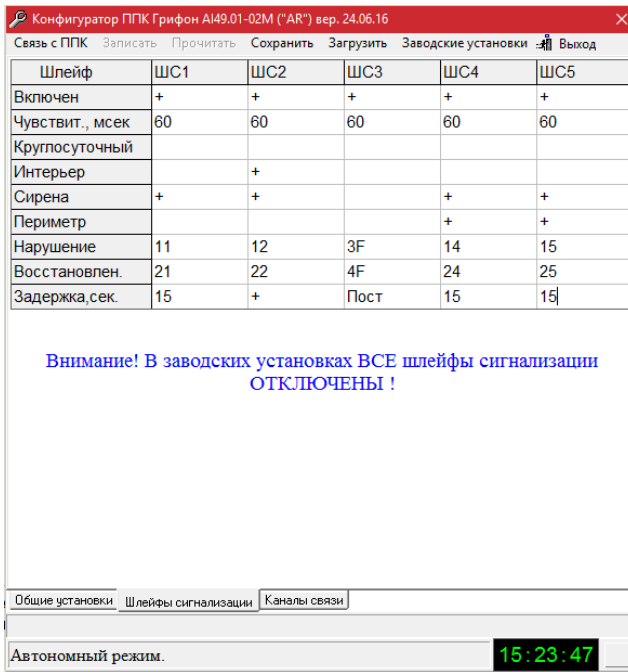 Конфигуратор ППК Грифон AI49.01-02M ("AR") вер. 24.06.16
Связь с ППК Записать Прочитать Сохранить Загрузить Заводские установки Выход
Шлейф ШС1 ШС2 ШС3 ШС4 ШС5
Включен + + + + +
Чувствит., мсек 60 60 60 60 60
Круглосуточный
Интерьер +
Сирена + + + +
Периметр + +
Нарушение 11 12 3F 14 15
Восстановлен. 21 22 4F 24 25
Задержка,сек. 15 + Пост 15 15
Внимание! В заводских установках ВСЕ шлейфы сигнализации
ОТКЛЮЧЕНЫ !
Общие установки Шлейфы сигнализации Каналы связи
Автономный режим. 15:23:47